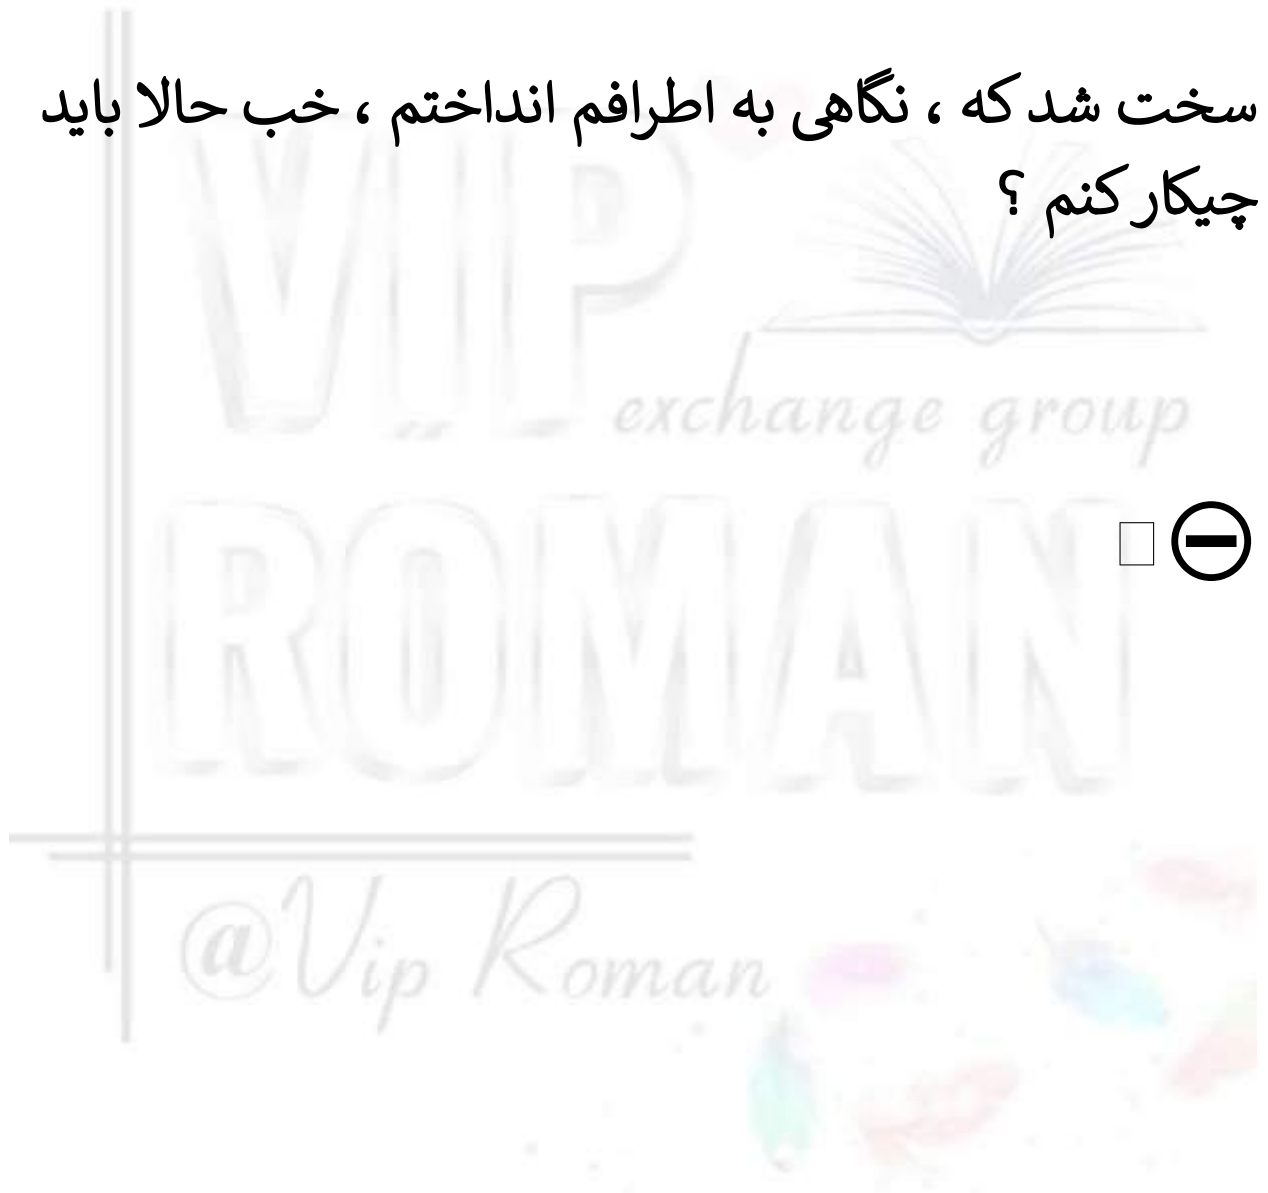 سخت شد که ، نگاهی به اطرافم انداختم ، خب حالا باید
چیکار کنم ؟
VIP
exchange group
⊖
ROMAN
@Vip Roman